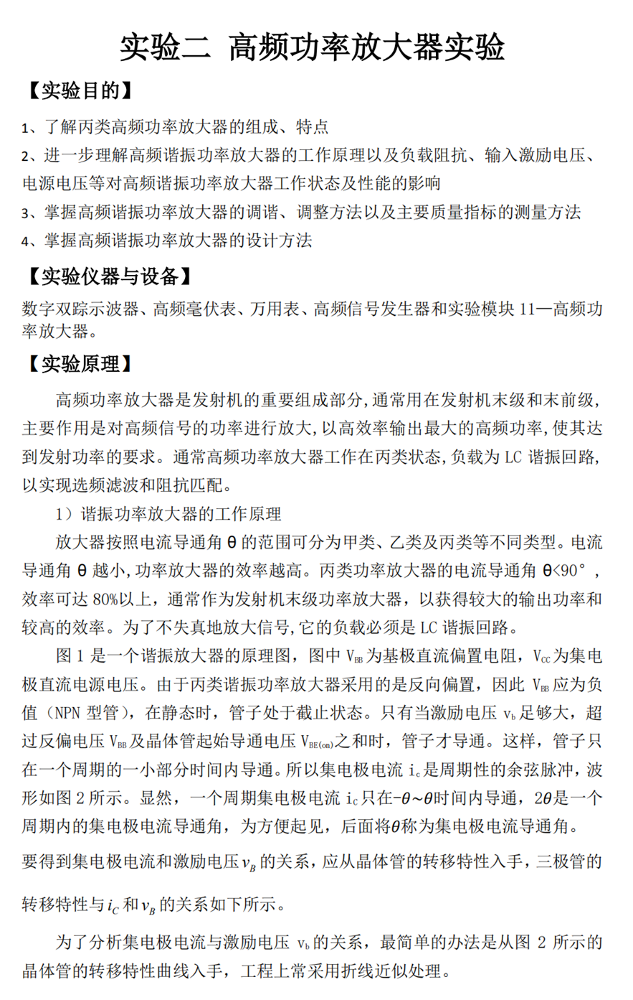 实验二 高频功率放大器实验
【实验目的】
1、了解丙类高频功率放大器的组成、特点
2、进一步理解高频谐振功率放大器的工作原理以及负载阻抗、输入激励电压、
电源电压等对高频谐振功率放大器工作状态及性能的影响
3、掌握高频谐振功率放大器的调谐、调整方法以及主要质量指标的测量方法
4、掌握高频谐振功率放大器的设计方法
【实验仪器与设备】
数字双踪示波器、高频毫伏表、万用表、高频信号发生器和实验模块 11—高频功
率放大器。
【实验原理】
高频功率放大器是发射机的重要组成部分,通常用在发射机末级和末前级,
主要作用是对高频信号的功率进行放大,以高效率输出最大的高频功率,使其达
到发射功率的要求。通常高频功率放大器工作在丙类状态,负载为 LC 谐振回路,
以实现选频滤波和阻抗匹配。
1）谐振功率放大器的工作原理
放大器按照电流导通角 θ 的范围可分为甲类、乙类及丙类等不同类型。电流
导通角 θ 越小,功率放大器的效率越高。丙类功率放大器的电流导通角 θ<90°,
效率可达 80%以上，通常作为发射机末级功率放大器，以获得较大的输出功率和
较高的效率。为了不失真地放大信号,它的负载必须是 LC 谐振回路。
图 1 是一个谐振放大器的原理图，图中 VBB 为基极直流偏置电阻，VCC 为集电
极直流电源电压。由于丙类谐振功率放大器采用的是反向偏置，因此 VBB 应为负
值（NPN 型管），在静态时，管子处于截止状态。只有当激励电压 vb 足够大，超
过反偏电压 VBB 及晶体管起始导通电压 VBE(on)之和时，管子才导通。这样，管子只
在一个周期的一小部分时间内导通。所以集电极电流 ic 是周期性的余弦脉冲，波
形如图 2 所示。显然，一个周期集电极电流 iC 只在-θ~θ时间内导通，2θ是一个
周期内的集电极电流导通角，为方便起见，后面将θ称为集电极电流导通角。
要得到集电极电流和激励电压 vB 的关系，应从晶体管的转移特性入手，三极管的
转移特性与 iC 和 vB 的关系如下所示。
为了分析集电极电流与激励电压 vb 的关系，最简单的办法是从图 2 所示的
晶体管的转移特性曲线入手，工程上常采用折线近似处理。